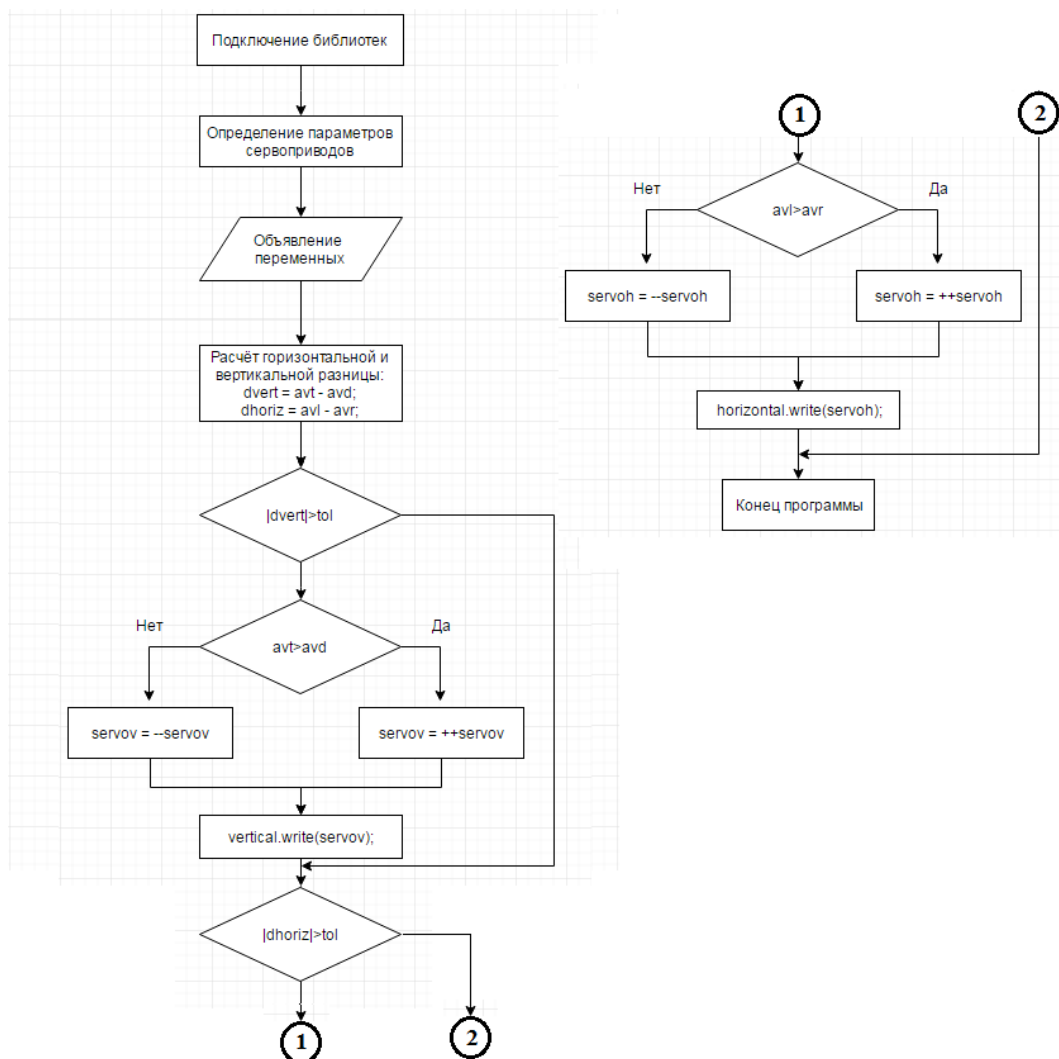 Подключение библиотек
Определение параметров
сервоприводов
Объявление
переменных
Расчёт горизонтальной и
вертикальной разницы:
dvert = avt - avd;
dhoriz = avl - avr;
|dvert|>tol
Нет
Да
avt>avd
servov = --servov
servov = ++servov
vertical.write(servov);
|dhoriz|>tol
1
2
1
2
Нет
Да
avl>avr
servoh = --servoh
servoh = ++servoh
horizontal.write(servoh);
Конец программы